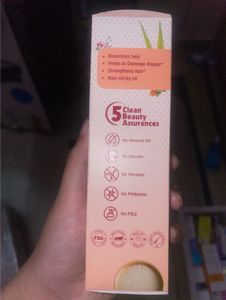 • Nourishes hair
• Helps in Damage Repair*
• Strengthens hair*
• Non-sticky oil
5 Clean
Beauty
Assurances
No Mineral Oil
No Silicone
No Paraben
No Phthalate
No PEG
FDA